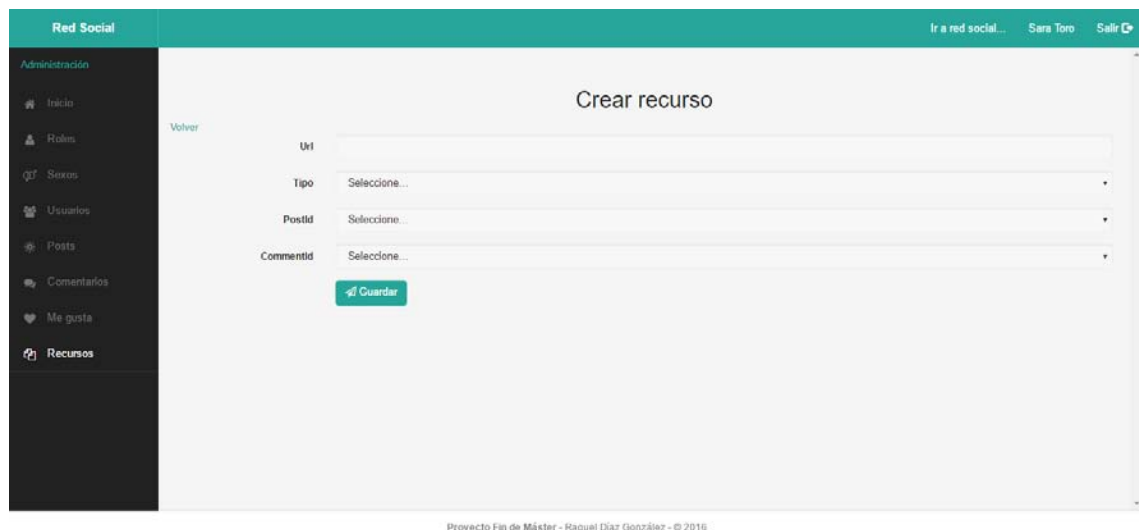 Red Social
Ir a red social... Sara Toro Salir
Administración
Inicio
Roles
Sexos
Usuarios
Posts
Comentarios
Me gusta
Recursos
Crear recurso
Volver
Url
Tipo Seleccione...
PostId Seleccione...
CommentId Seleccione...
Guardar
Proyecto Fin de Máster - Raquel Díaz González - © 2016